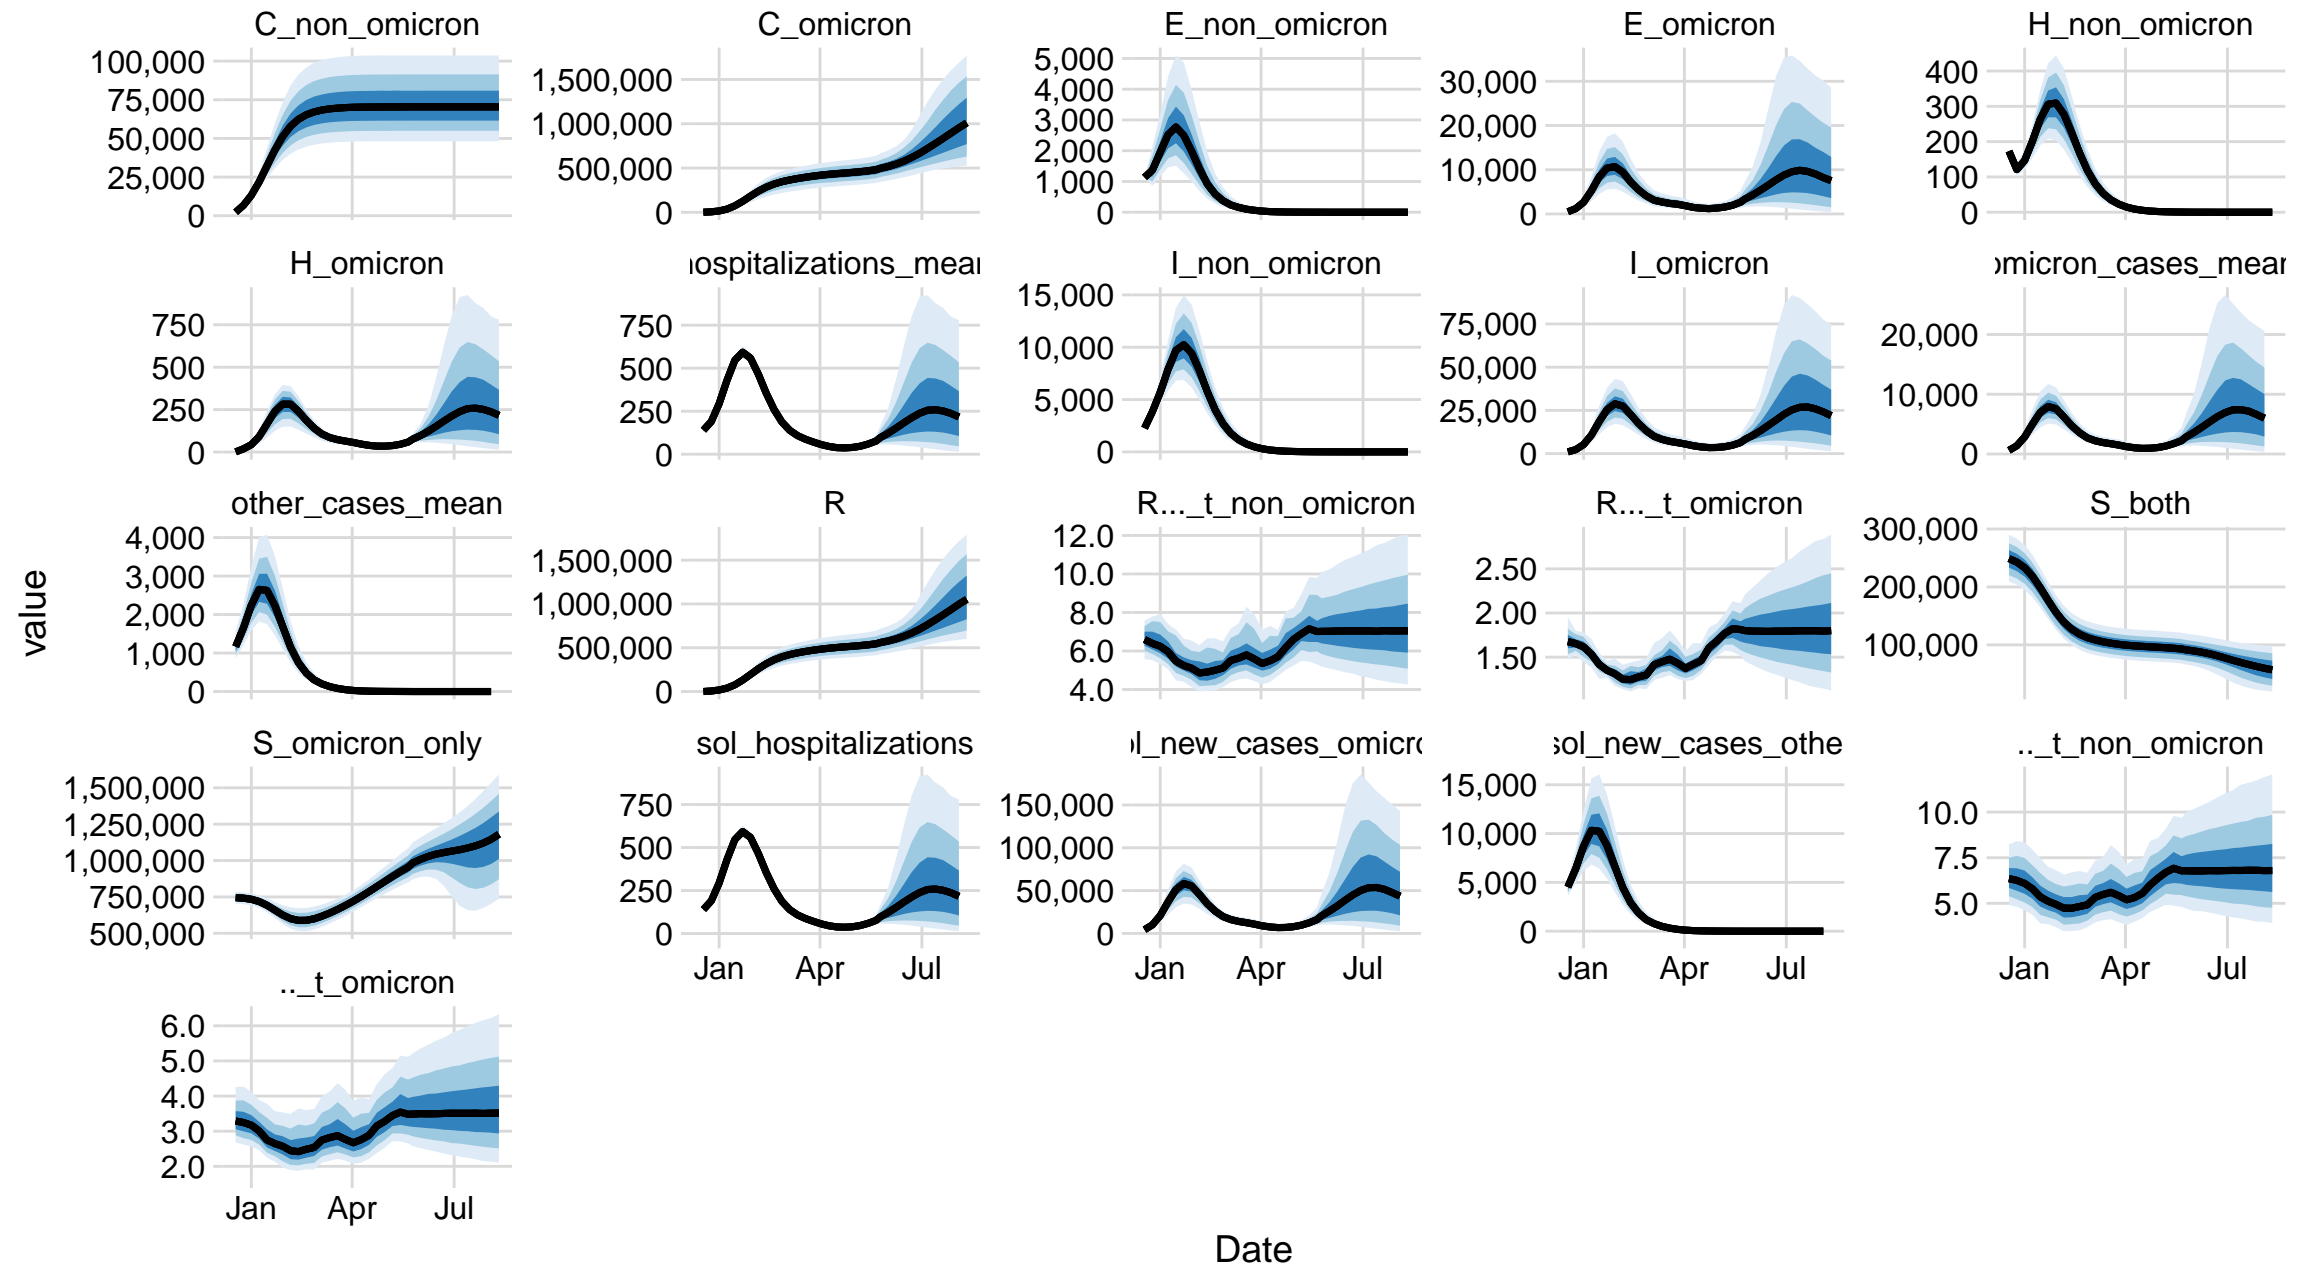 C_non_omicron C_omicron E_non_omicron E_omicron H_non_omicron
100,000 75,000 50,000 25,000 0
1,500,000 1,000,000 500,000 0
5,000 4,000 3,000 2,000 1,000 0
30,000 20,000 10,000 0
400 300 200 100 0
H_omicron hospitalizations_mean I_non_omicron I_omicron omicron_cases_mean
750 500 250 0
750 500 250 0
15,000 10,000 5,000 0
75,000 50,000 25,000 0
20,000 10,000 0
other_cases_mean R R..._t_non_omicron R..._t_omicron S_both
4,000 3,000 2,000 1,000 0
1,500,000 1,000,000 500,000 0
12.0 10.0 8.0 6.0 4.0
2.50 2.00 1.50
300,000 200,000 100,000
S_omicron_only sol_hospitalizations ol_new_cases_omicro sol_new_cases_othe .._t_non_omicron
1,500,000 1,250,000 1,000,000 750,000 500,000
750 500 250 0
150,000 100,000 50,000 0
15,000 10,000 5,000 0
10.0 7.5 5.0
Jan Apr Jul Jan Apr Jul Jan Apr Jul Jan Apr Jul
.._t_omicron
6.0 5.0 4.0 3.0 2.0
Jan Apr Jul
value
Date